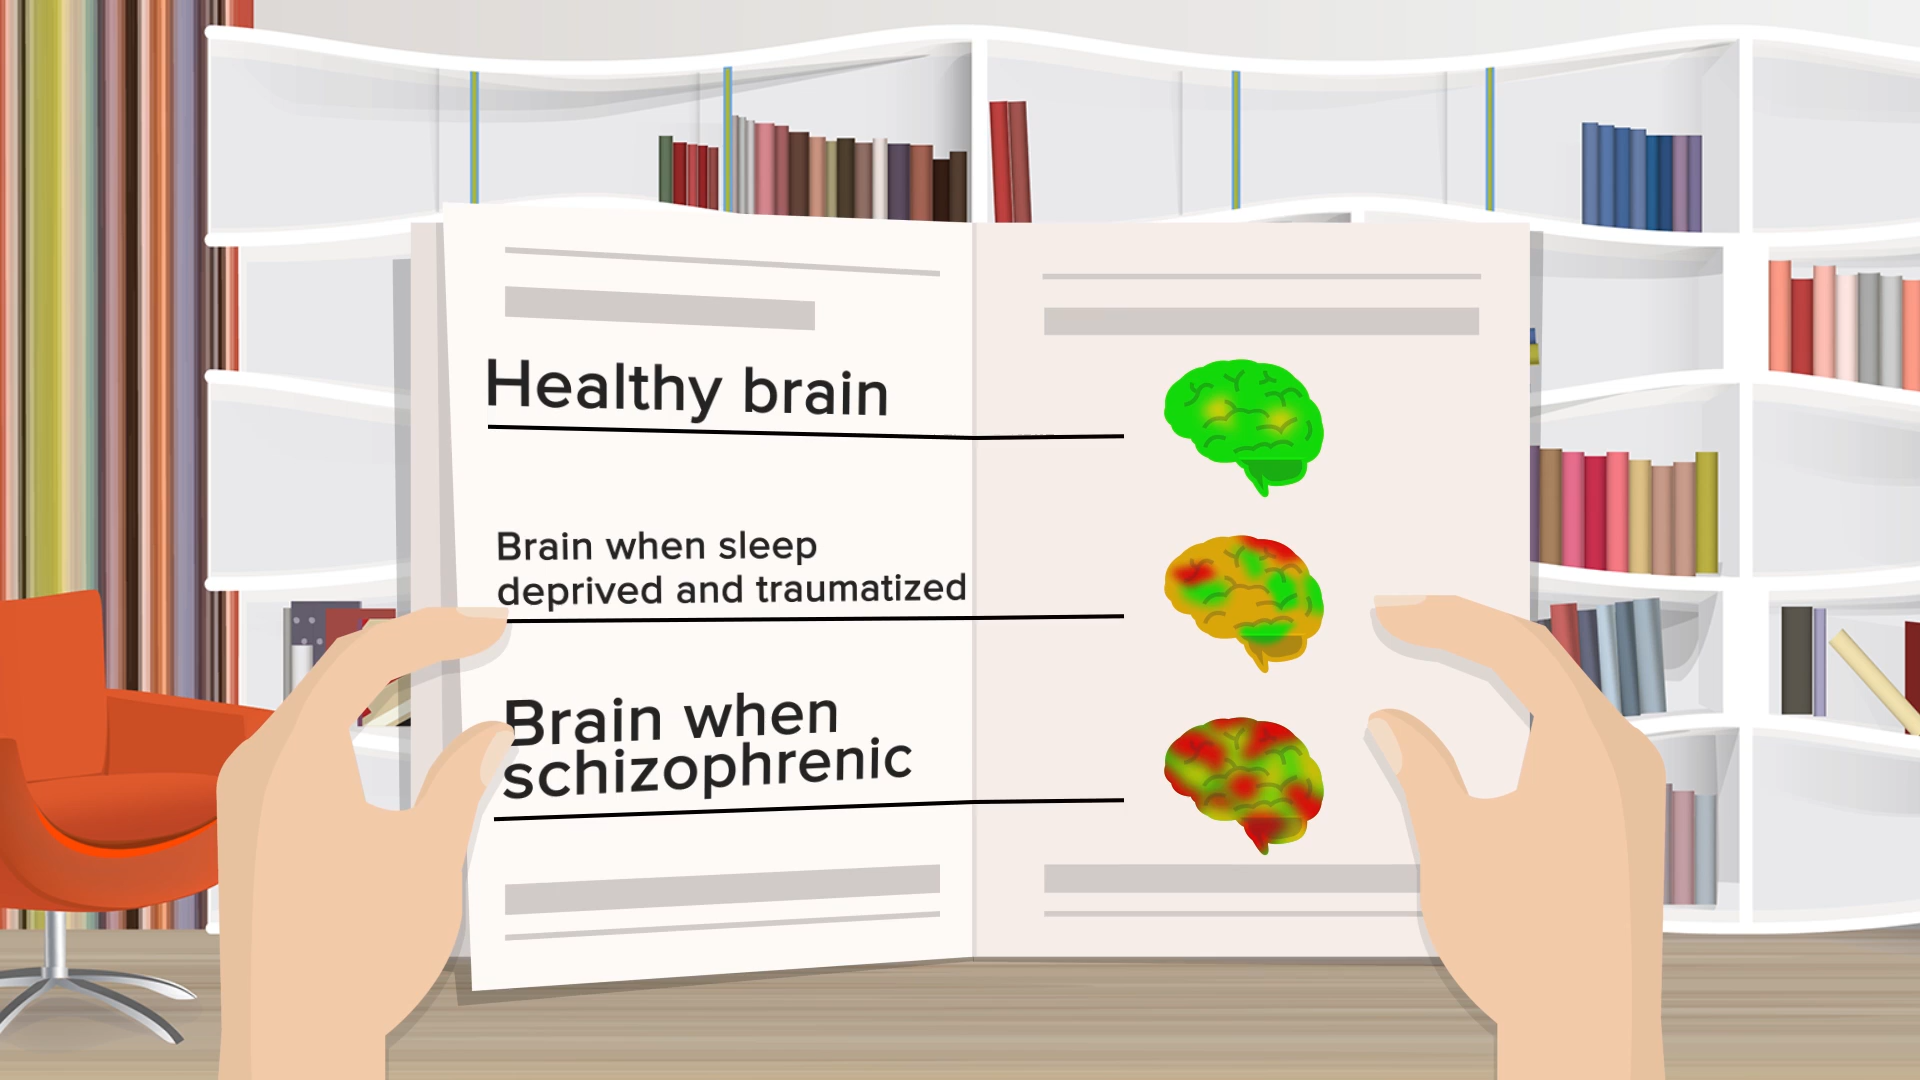 Healthy brain
Brain when sleep
deprived and traumatized
Brain when
schizophrenic